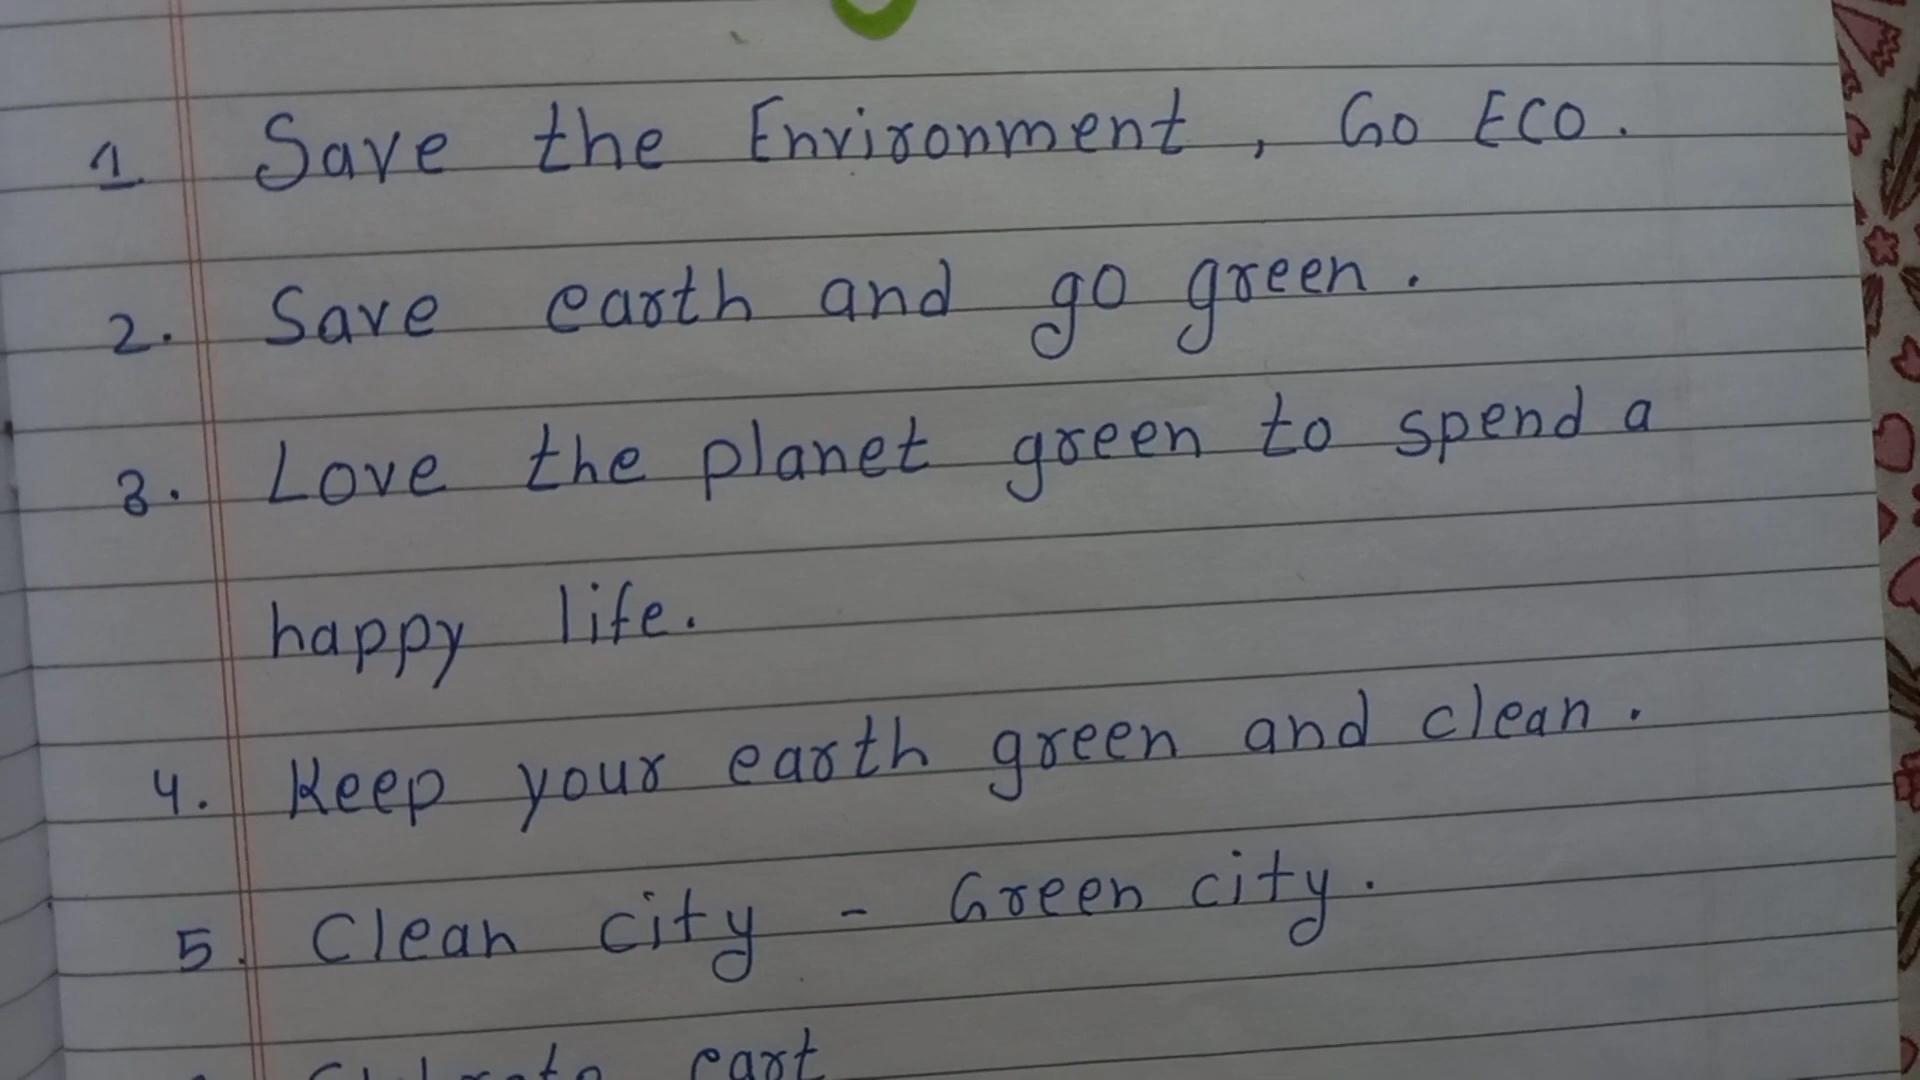 1. Save the Environment, Go ECO.
2. Save earth and go green.
3. Love the planet green to spend a
happy life.
4. Keep your earth green and clean.
5. Clean city - Green city.